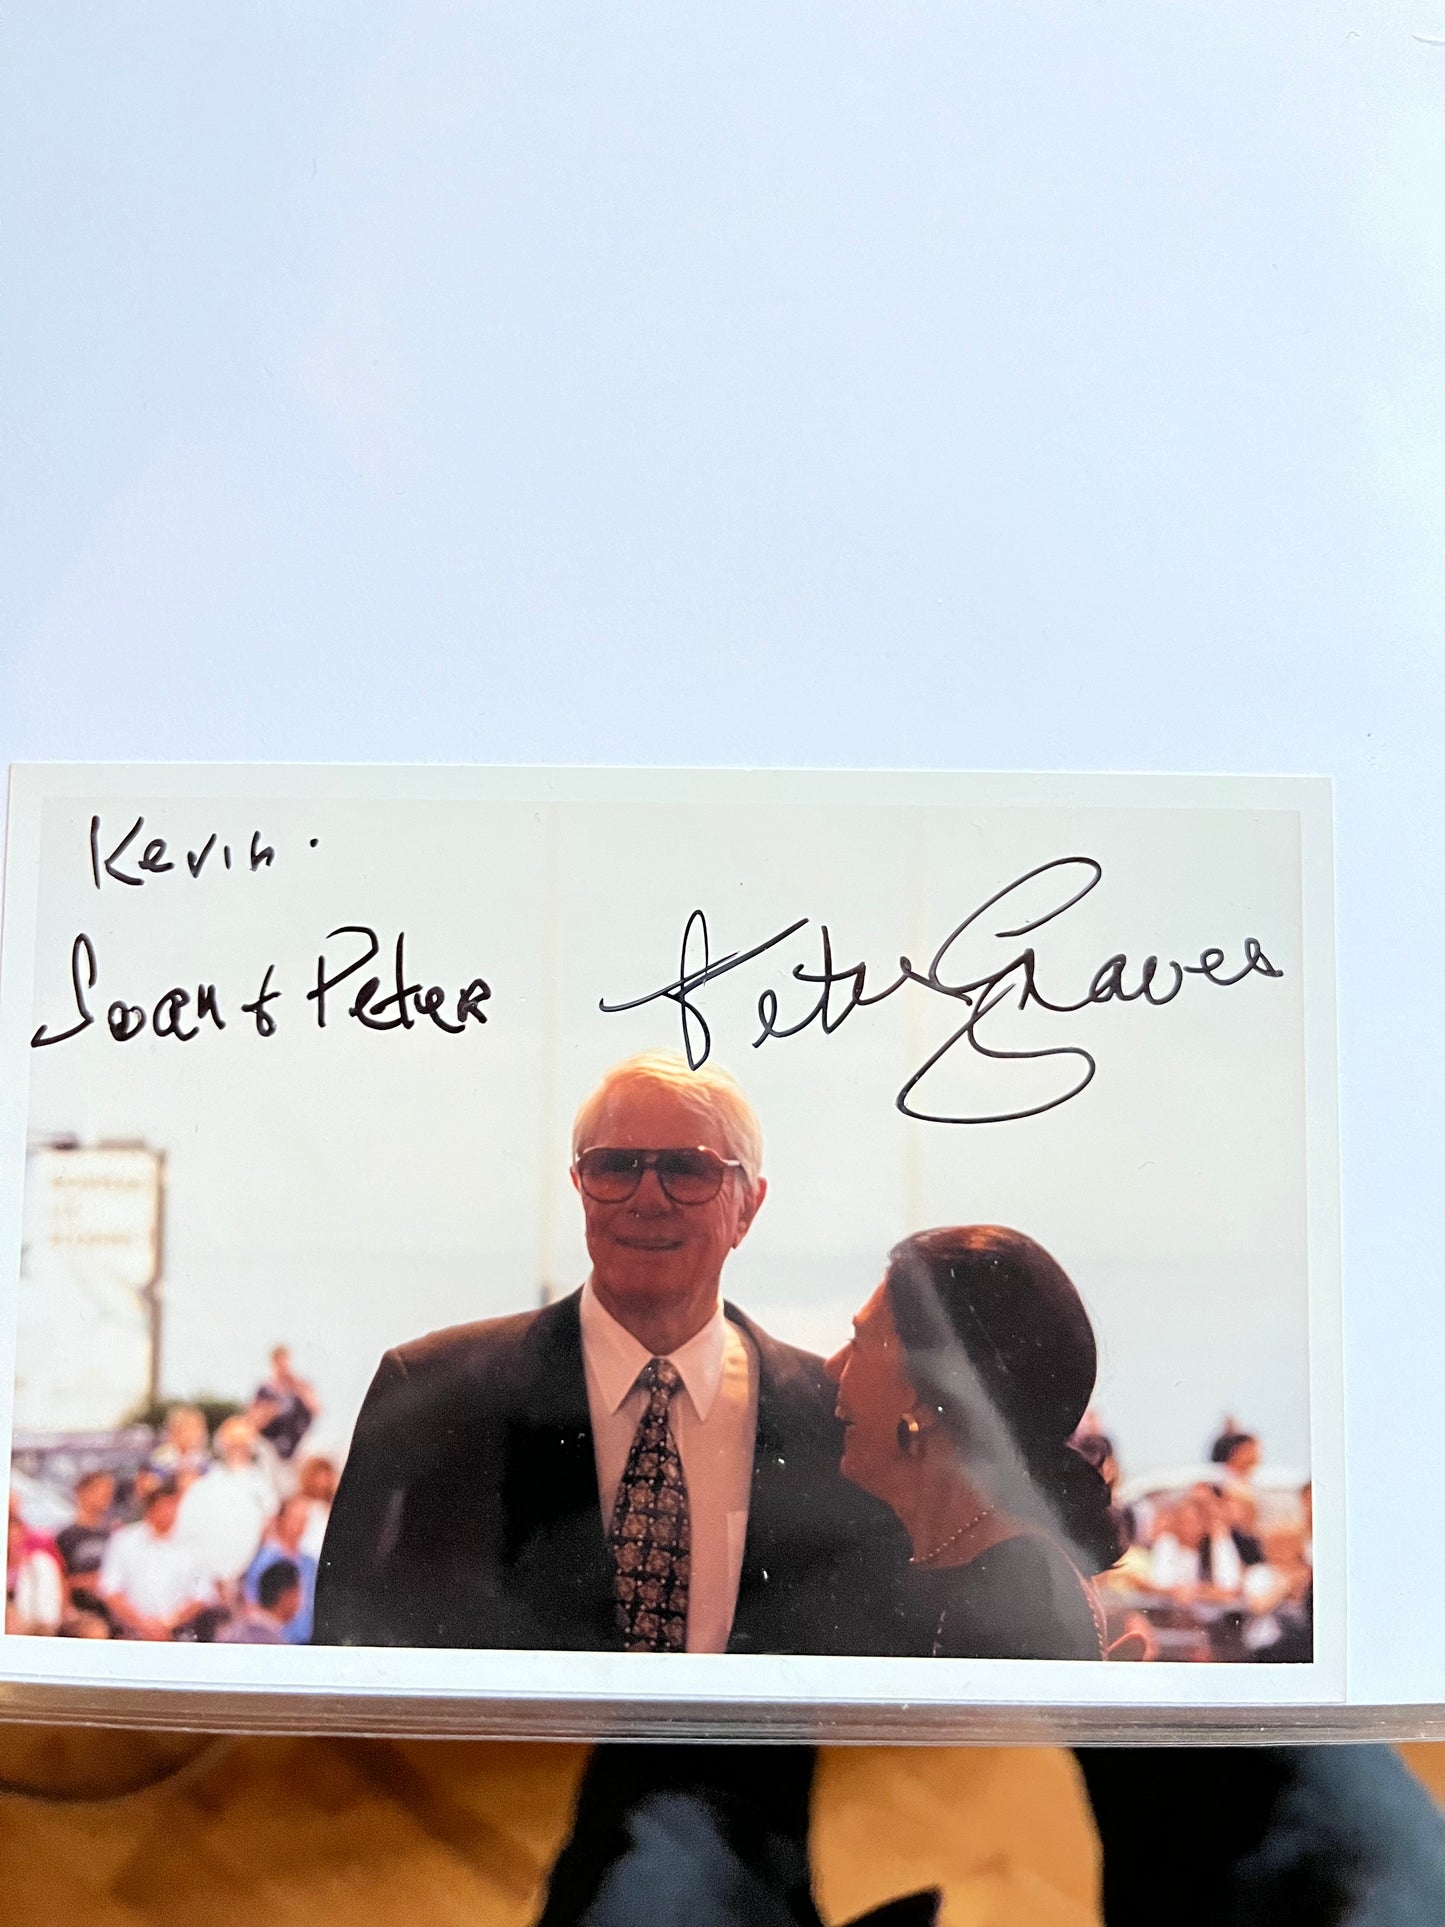 Kevin.
Joan & Peter
Peter Graves